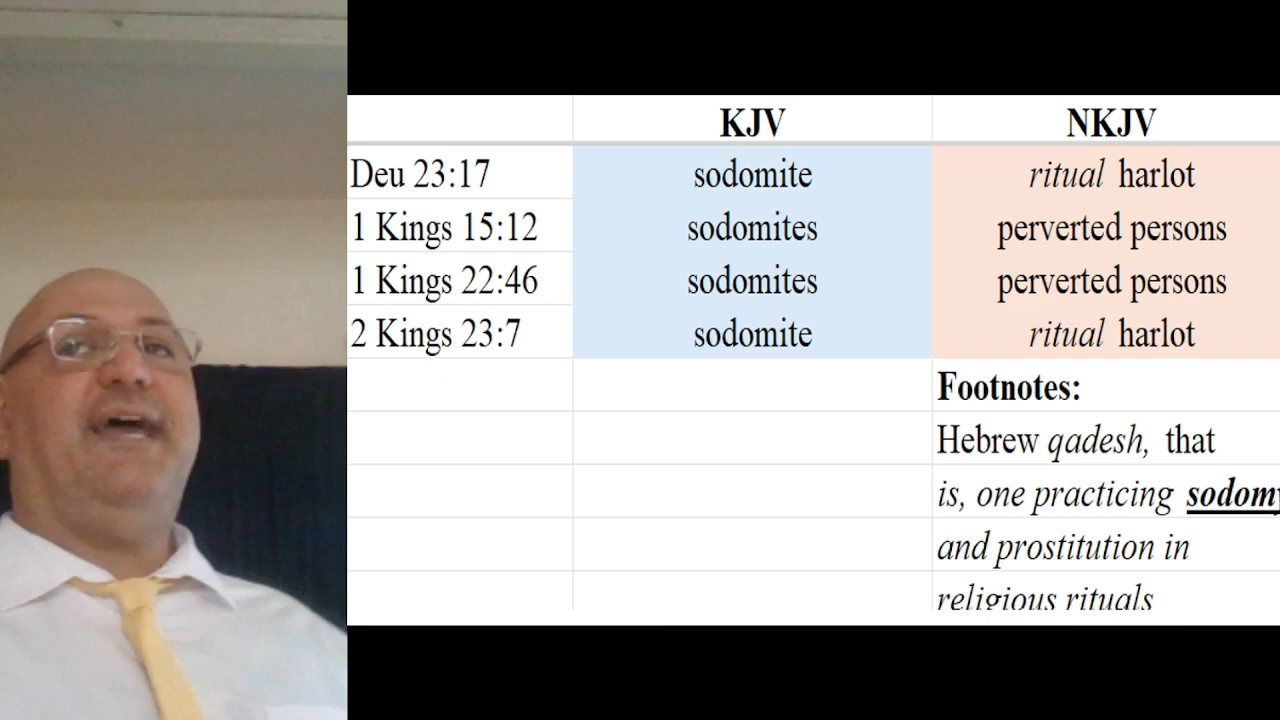 KJV NKJV
Deu 23:17 sodomite ritual harlot
1 Kings 15:12 sodomites perverted persons
1 Kings 22:46 sodomites perverted persons
2 Kings 23:7 sodomite ritual harlot
Footnotes:
Hebrew qadesh, that
is, one practicing sodomy
and prostitution in
religious rituals